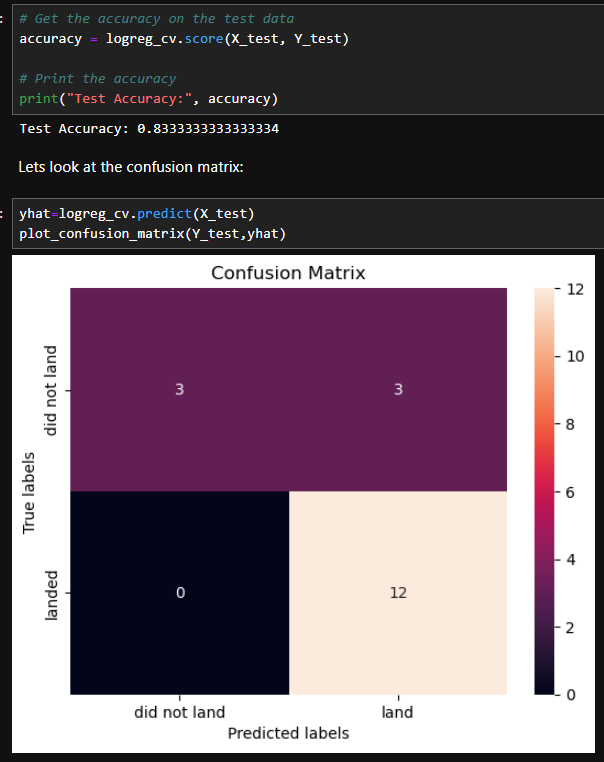 # Get the accuracy on the test data
accuracy = logreg_cv.score(X_test, Y_test)
# Print the accuracy
print("Test Accuracy:", accuracy)
Test Accuracy: 0.8333333333333334
Lets look at the confusion matrix:
yhat=logreg_cv.predict(X_test)
plot_confusion_matrix(Y_test,yhat)
Confusion Matrix
True labels
did not land
landed
3
3
0
12
did not land
land
Predicted labels
12
10
8
6
4
2
0